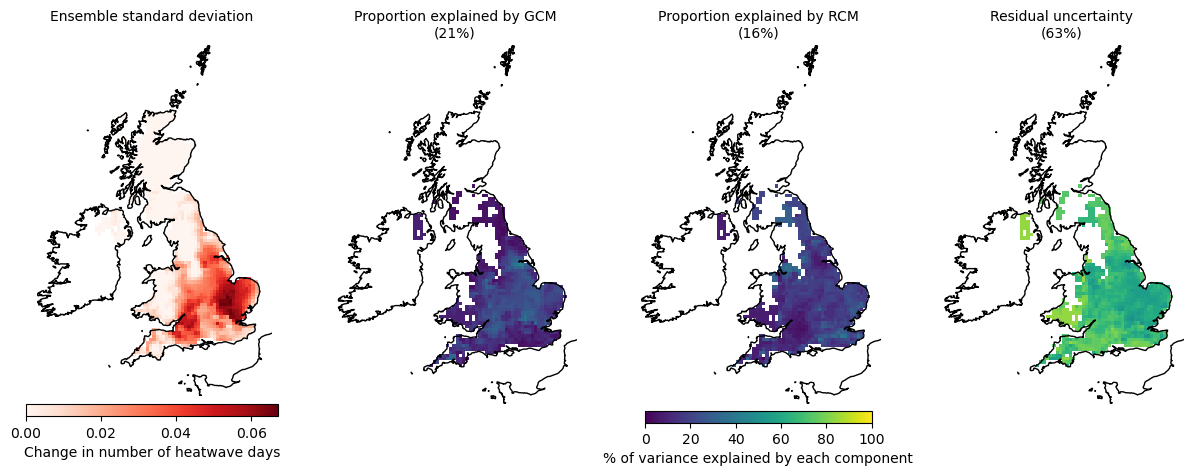 Ensemble standard deviation
Proportion explained by GCM
(21%)
Proportion explained by RCM
(16%)
Residual uncertainty
(63%)
0.00 0.02 0.04 0.06
Change in number of heatwave days
0 20 40 60 80 100
% of variance explained by each component